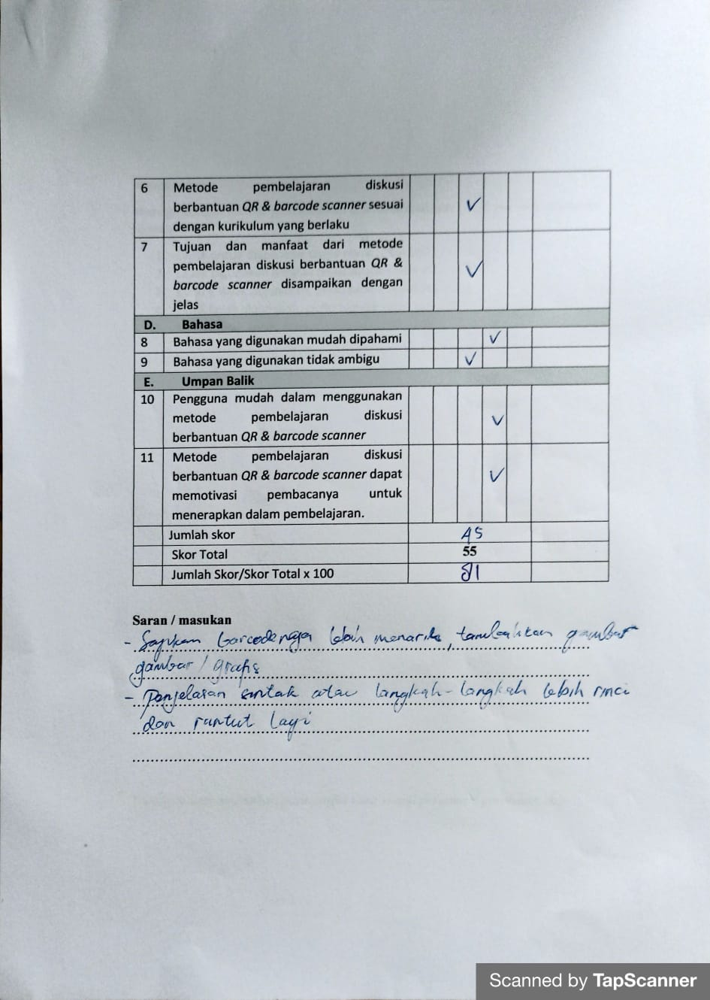 6 Metode pembelajaran diskusi
berbantuan QR & barcode scanner sesuai
dengan kurikulum yang berlaku
✓
7 Tujuan dan manfaat dari metode
pembelajaran diskusi berbantuan QR &
barcode scanner disampaikan dengan
jelas
✓
D. Bahasa
8 Bahasa yang digunakan mudah dipahami ✓
9 Bahasa yang digunakan tidak ambigu ✓
E. Umpan Balik
10 Pengguna mudah dalam menggunakan
metode pembelajaran diskusi
berbantuan QR & barcode scanner
✓
11 Metode pembelajaran diskusi
berbantuan QR & barcode scanner dapat
memotivasi pembacanya untuk
menerapkan dalam pembelajaran.
✓
Jumlah skor 45
Skor Total 55
Jumlah Skor/Skor Total x 100 81
Saran / masukan
- Sajikan barcodenya lebih menarik, tambahkan gambar
gambar / grafis
- Penjelasan sintak atau langkah-langkah lebih rinci
dan runtut lagi
Scanned by TapScanner